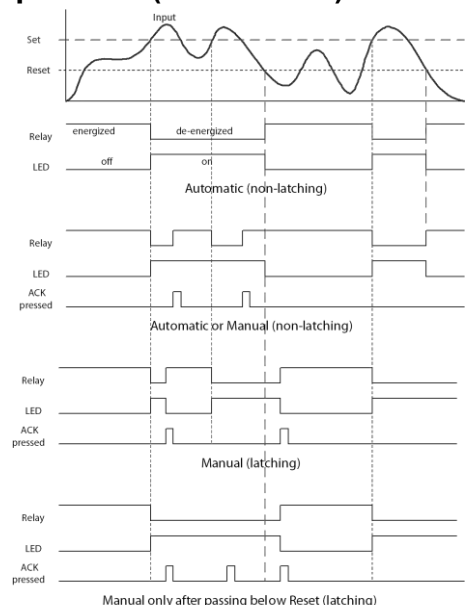 Input
Set
Reset
energized de-energized
Relay
off on
LED
Automatic (non-latching)
Relay
LED
ACK
pressed
Automatic or Manual (non-latching)
Relay
LED
ACK
pressed
Manual (latching)
Relay
LED
ACK
pressed
Manual only after passing below Reset (latching)